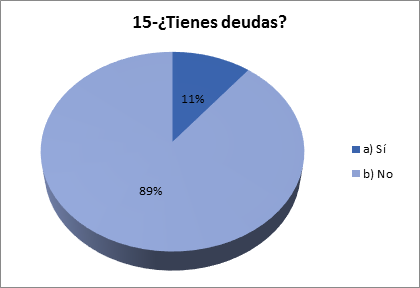 15-¿Tienes deudas?
11%
a) Sí
b) No
89%